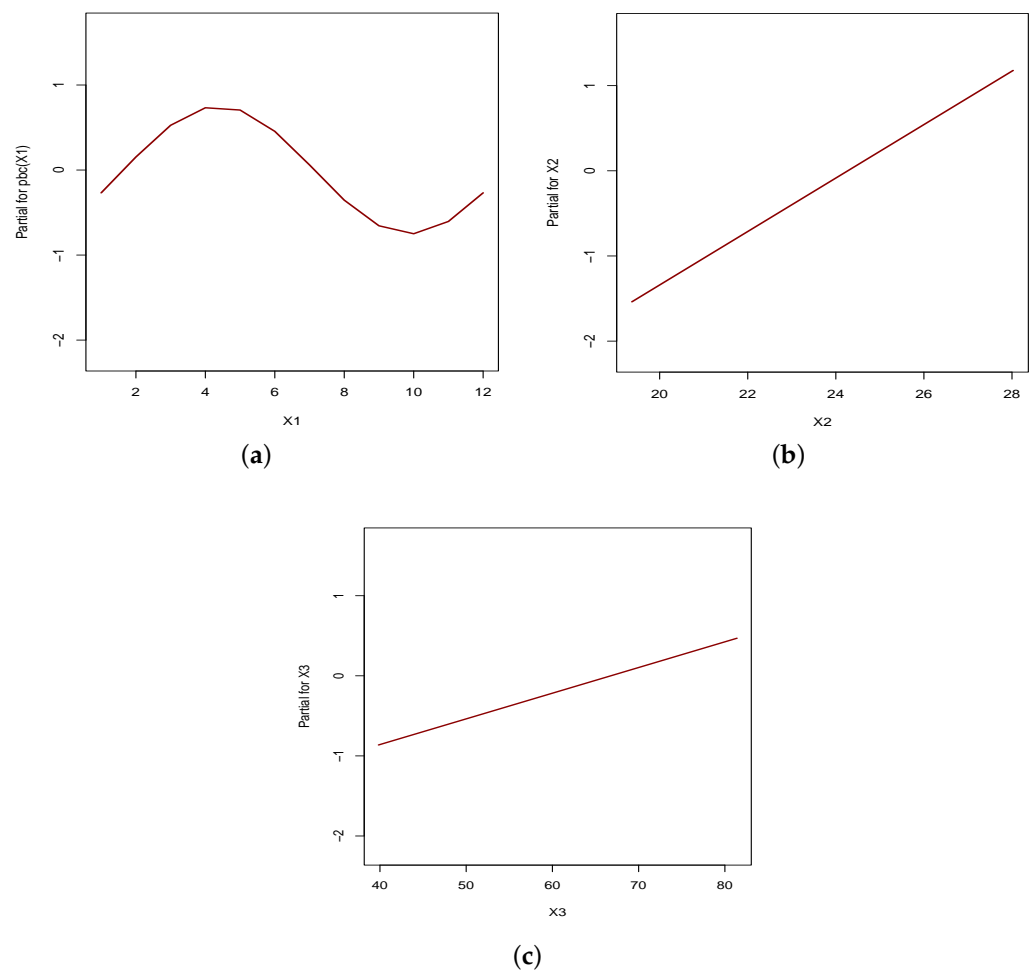 Partial for pbc(X1)
1
0
−1
−2
2 4 6 8 10 12
X1
(a)
Partial for X2
1
0
−1
−2
20 22 24 26 28
X2
(b)
Partial for X3
1
0
−1
−2
40 50 60 70 80
X3
(c)